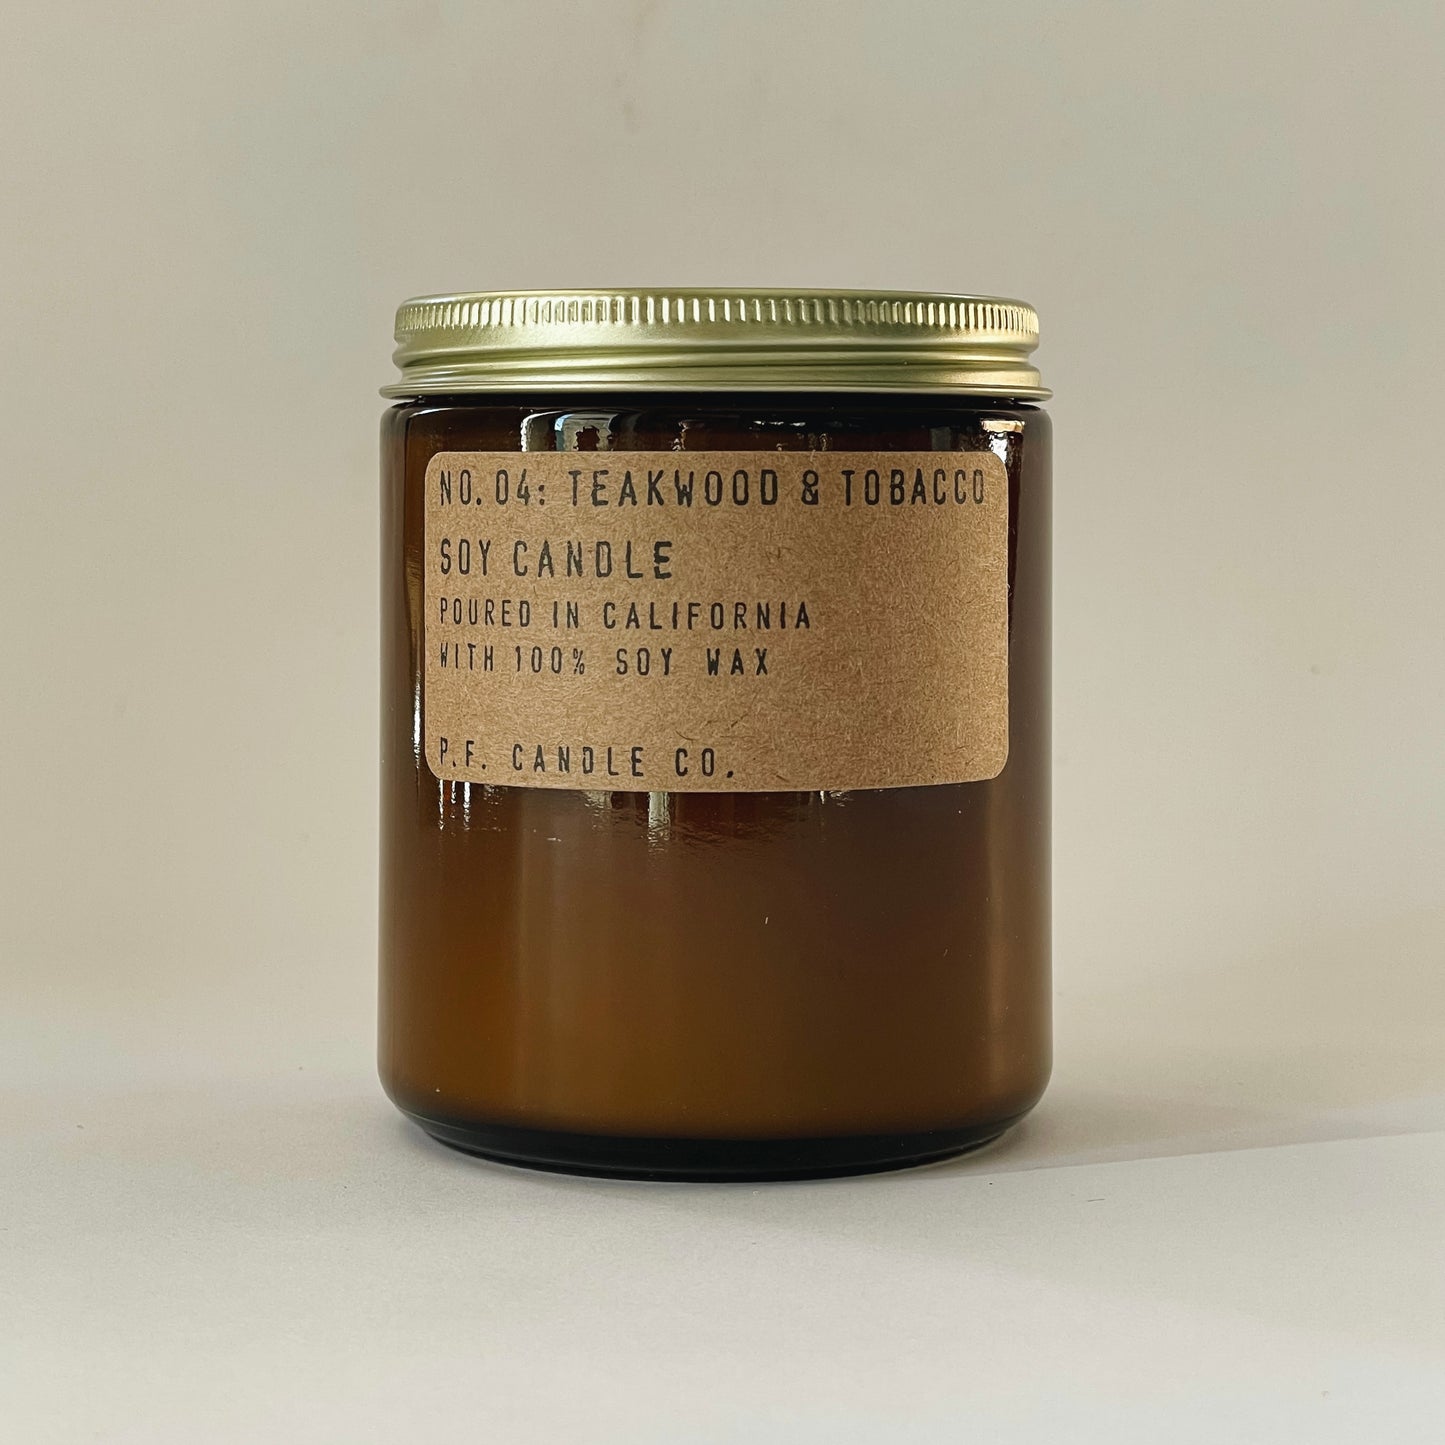 NO. 04: TEAKWOOD & TOBACCO
SOY CANDLE
POURED IN CALIFORNIA
WITH 100% SOY WAX
P.F. CANDLE CO.